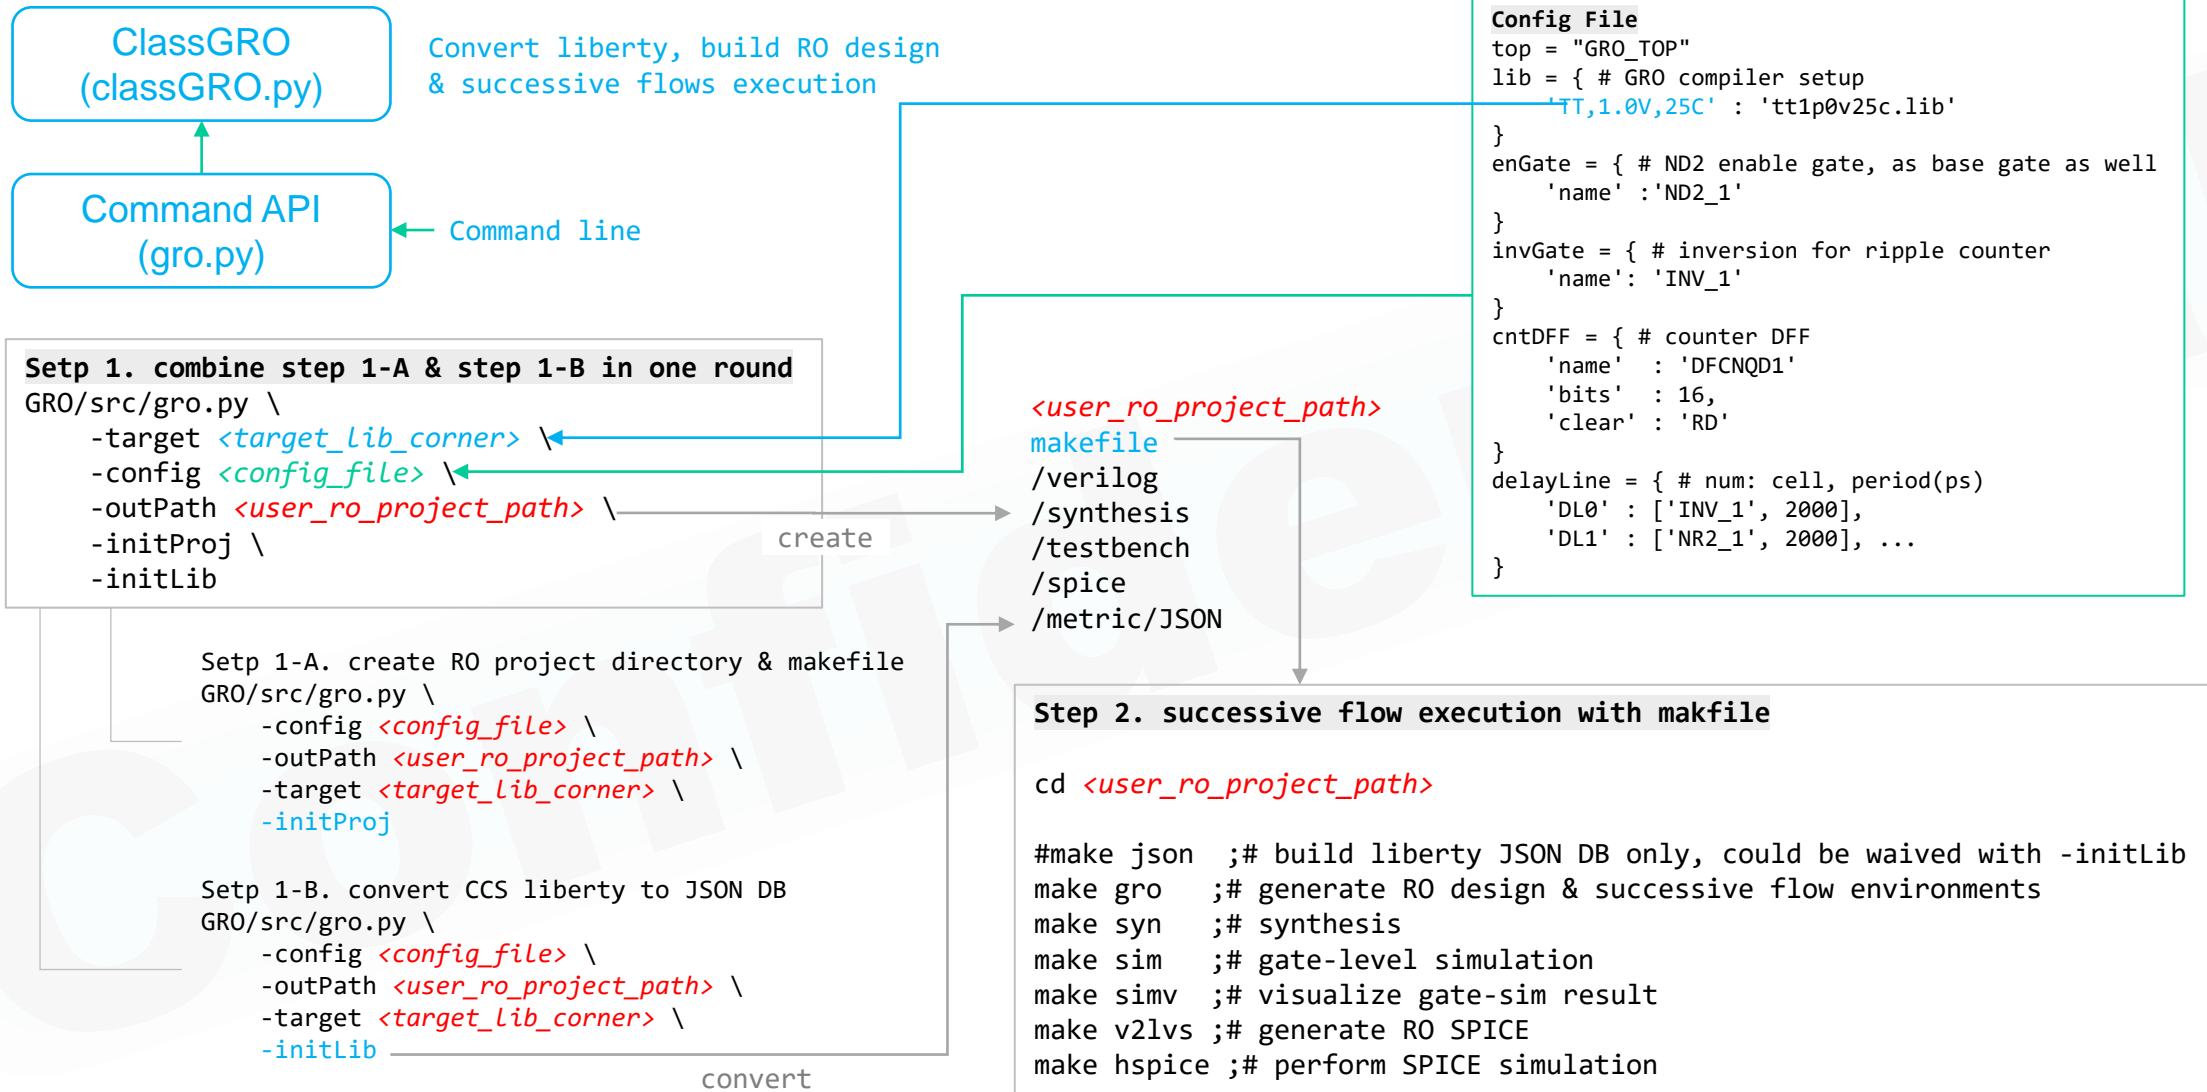 ClassGRO
(classGRO.py)
Convert liberty, build RO design
& successive flows execution
Command API
(gro.py)
Command line
Config File
top = "GRO_TOP"
lib = { # GRO compiler setup
    'TT,1.0V,25C' : 'tt1p0v25c.lib'
}
enGate = { # ND2 enable gate, as base gate as well
    'name' :'ND2_1'
}
invGate = { # inversion for ripple counter
    'name': 'INV_1'
}
cntDFF = { # counter DFF
    'name'  : 'DFCNQD1'
    'bits'  : 16,
    'clear' : 'RD'
}
delayLine = { # num: cell, period(ps)
    'DL0' : ['INV_1', 2000],
    'DL1' : ['NR2_1', 2000], ...
}
Setp 1. combine step 1-A & step 1-B in one round
GRO/src/gro.py \
    -target <target_lib_corner> \
    -config <config_file> \
    -outPath <user_ro_project_path> \
    -initProj \
    -initLib
create
<user_ro_project_path>
makefile
/verilog
/synthesis
/testbench
/spice
/metric/JSON
Setp 1-A. create RO project directory & makefile
GRO/src/gro.py \
    -config <config_file> \
    -outPath <user_ro_project_path> \
    -target <target_lib_corner> \
    -initProj
Setp 1-B. convert CCS liberty to JSON DB
GRO/src/gro.py \
    -config <config_file> \
    -outPath <user_ro_project_path> \
    -target <target_lib_corner> \
    -initLib
convert
Step 2. successive flow execution with makfile
cd <user_ro_project_path>
#make json  ;# build liberty JSON DB only, could be waived with -initLib
make gro   ;# generate RO design & successive flow environments
make syn   ;# synthesis
make sim   ;# gate-level simulation
make simv  ;# visualize gate-sim result
make v2lvs ;# generate RO SPICE
make hspice ;# perform SPICE simulation